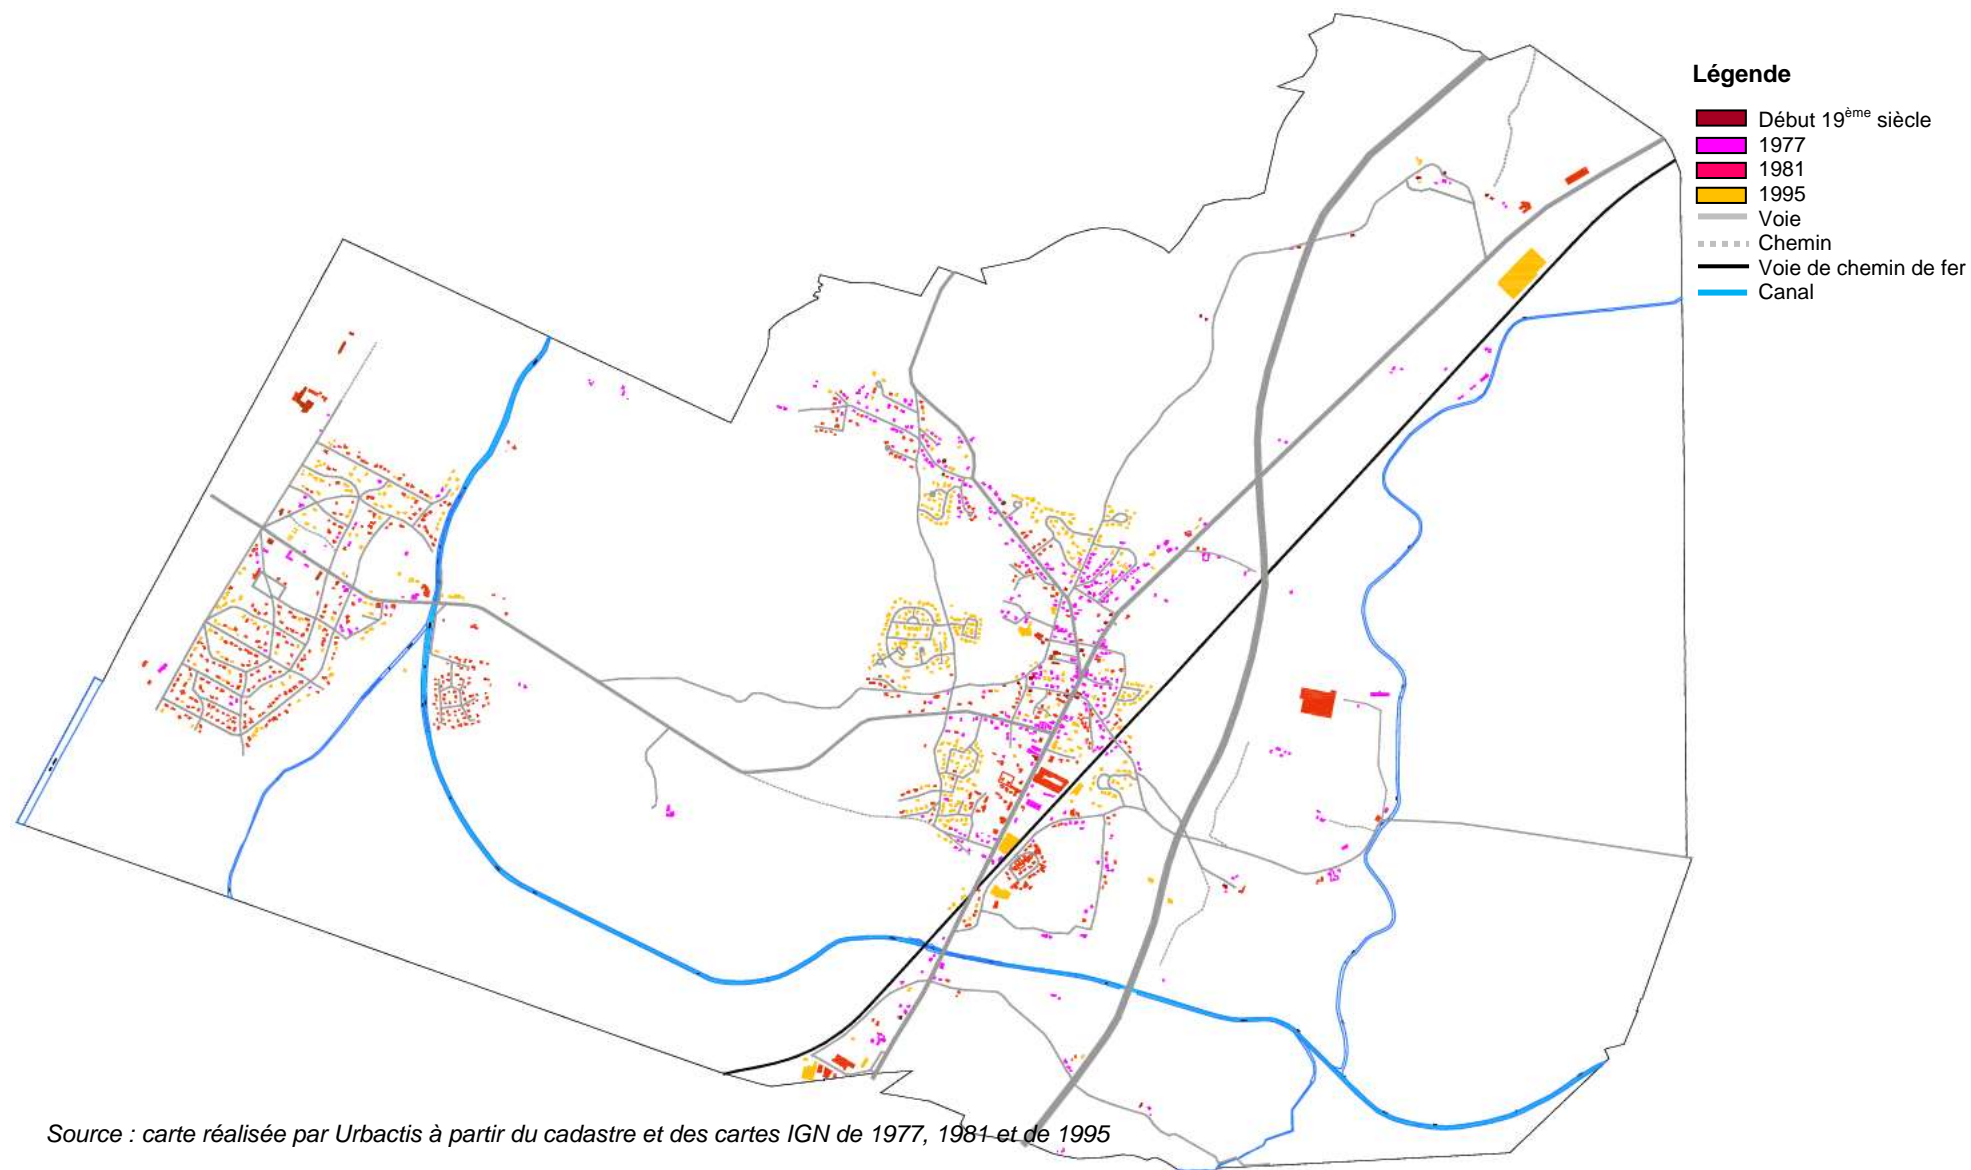 Légende
Début 19ème siècle
1977
1981
1995
Voie
Chemin
Voie de chemin de fer
Canal
Source : carte réalisée par Urbactis à partir du cadastre et des cartes IGN de 1977, 1981 et de 1995